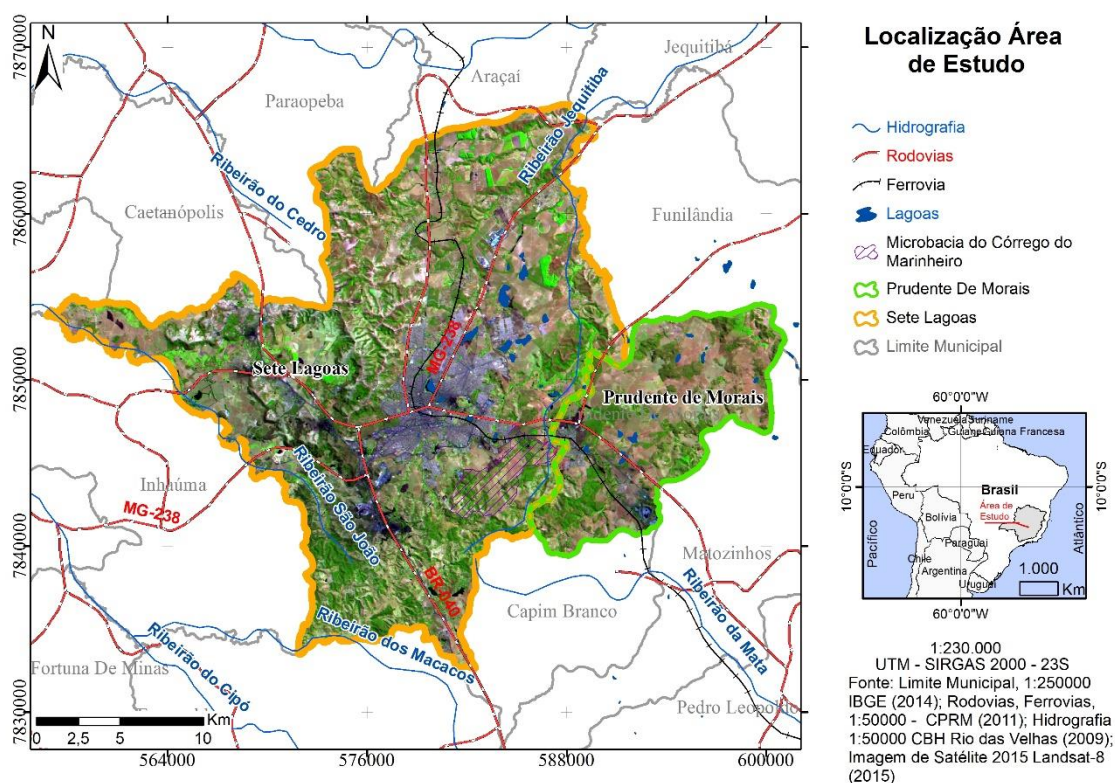 Localização Área
de Estudo
Hidrografia
Rodovias
Ferrovia
Lagoas
Microbacia do Córrego do
Marinheiro
Prudente De Morais
Sete Lagoas
Limite Municipal
N
7870000
7860000
7850000
7840000
7830000
564000
576000
588000
600000
Jequitibá
Araçaí
Paraopeba
Ribeirão Jequitiba
Ribeirão do Cedro
Caetanópolis
Funilândia
MG-238
Sete Lagoas
Prudente de Morais
Inhaúma
MG-238
Ribeirão São João
BR-040
Matozinhos
Capim Branco
Ribeirão da Mata
Ribeirão dos Macacos
Fortuna De Minas
Ribeirão do Cipó
Pedro Leopoldo
Km
0 2,5 5 10
60°0'0"W
Venezuela
Suriname
Colômbia
Guiana
Guiana Francesa
Equador
10°0'0"S
10°0'0"S
Peru
Brasil
Área de
Estudo
Bolívia
Pacífico
Atlântico
Paraguai
Chile
Argentina
Uruguai
1.000
Km
60°0'0"W
1:230.000
UTM - SIRGAS 2000 - 23S
Fonte: Limite Municipal, 1:250000
IBGE (2014); Rodovias, Ferrovias,
1:50000 - CPRM (2011); Hidrografia
1:50000 CBH Rio das Velhas (2009);
Imagem de Satélite 2015 Landsat-8
(2015)